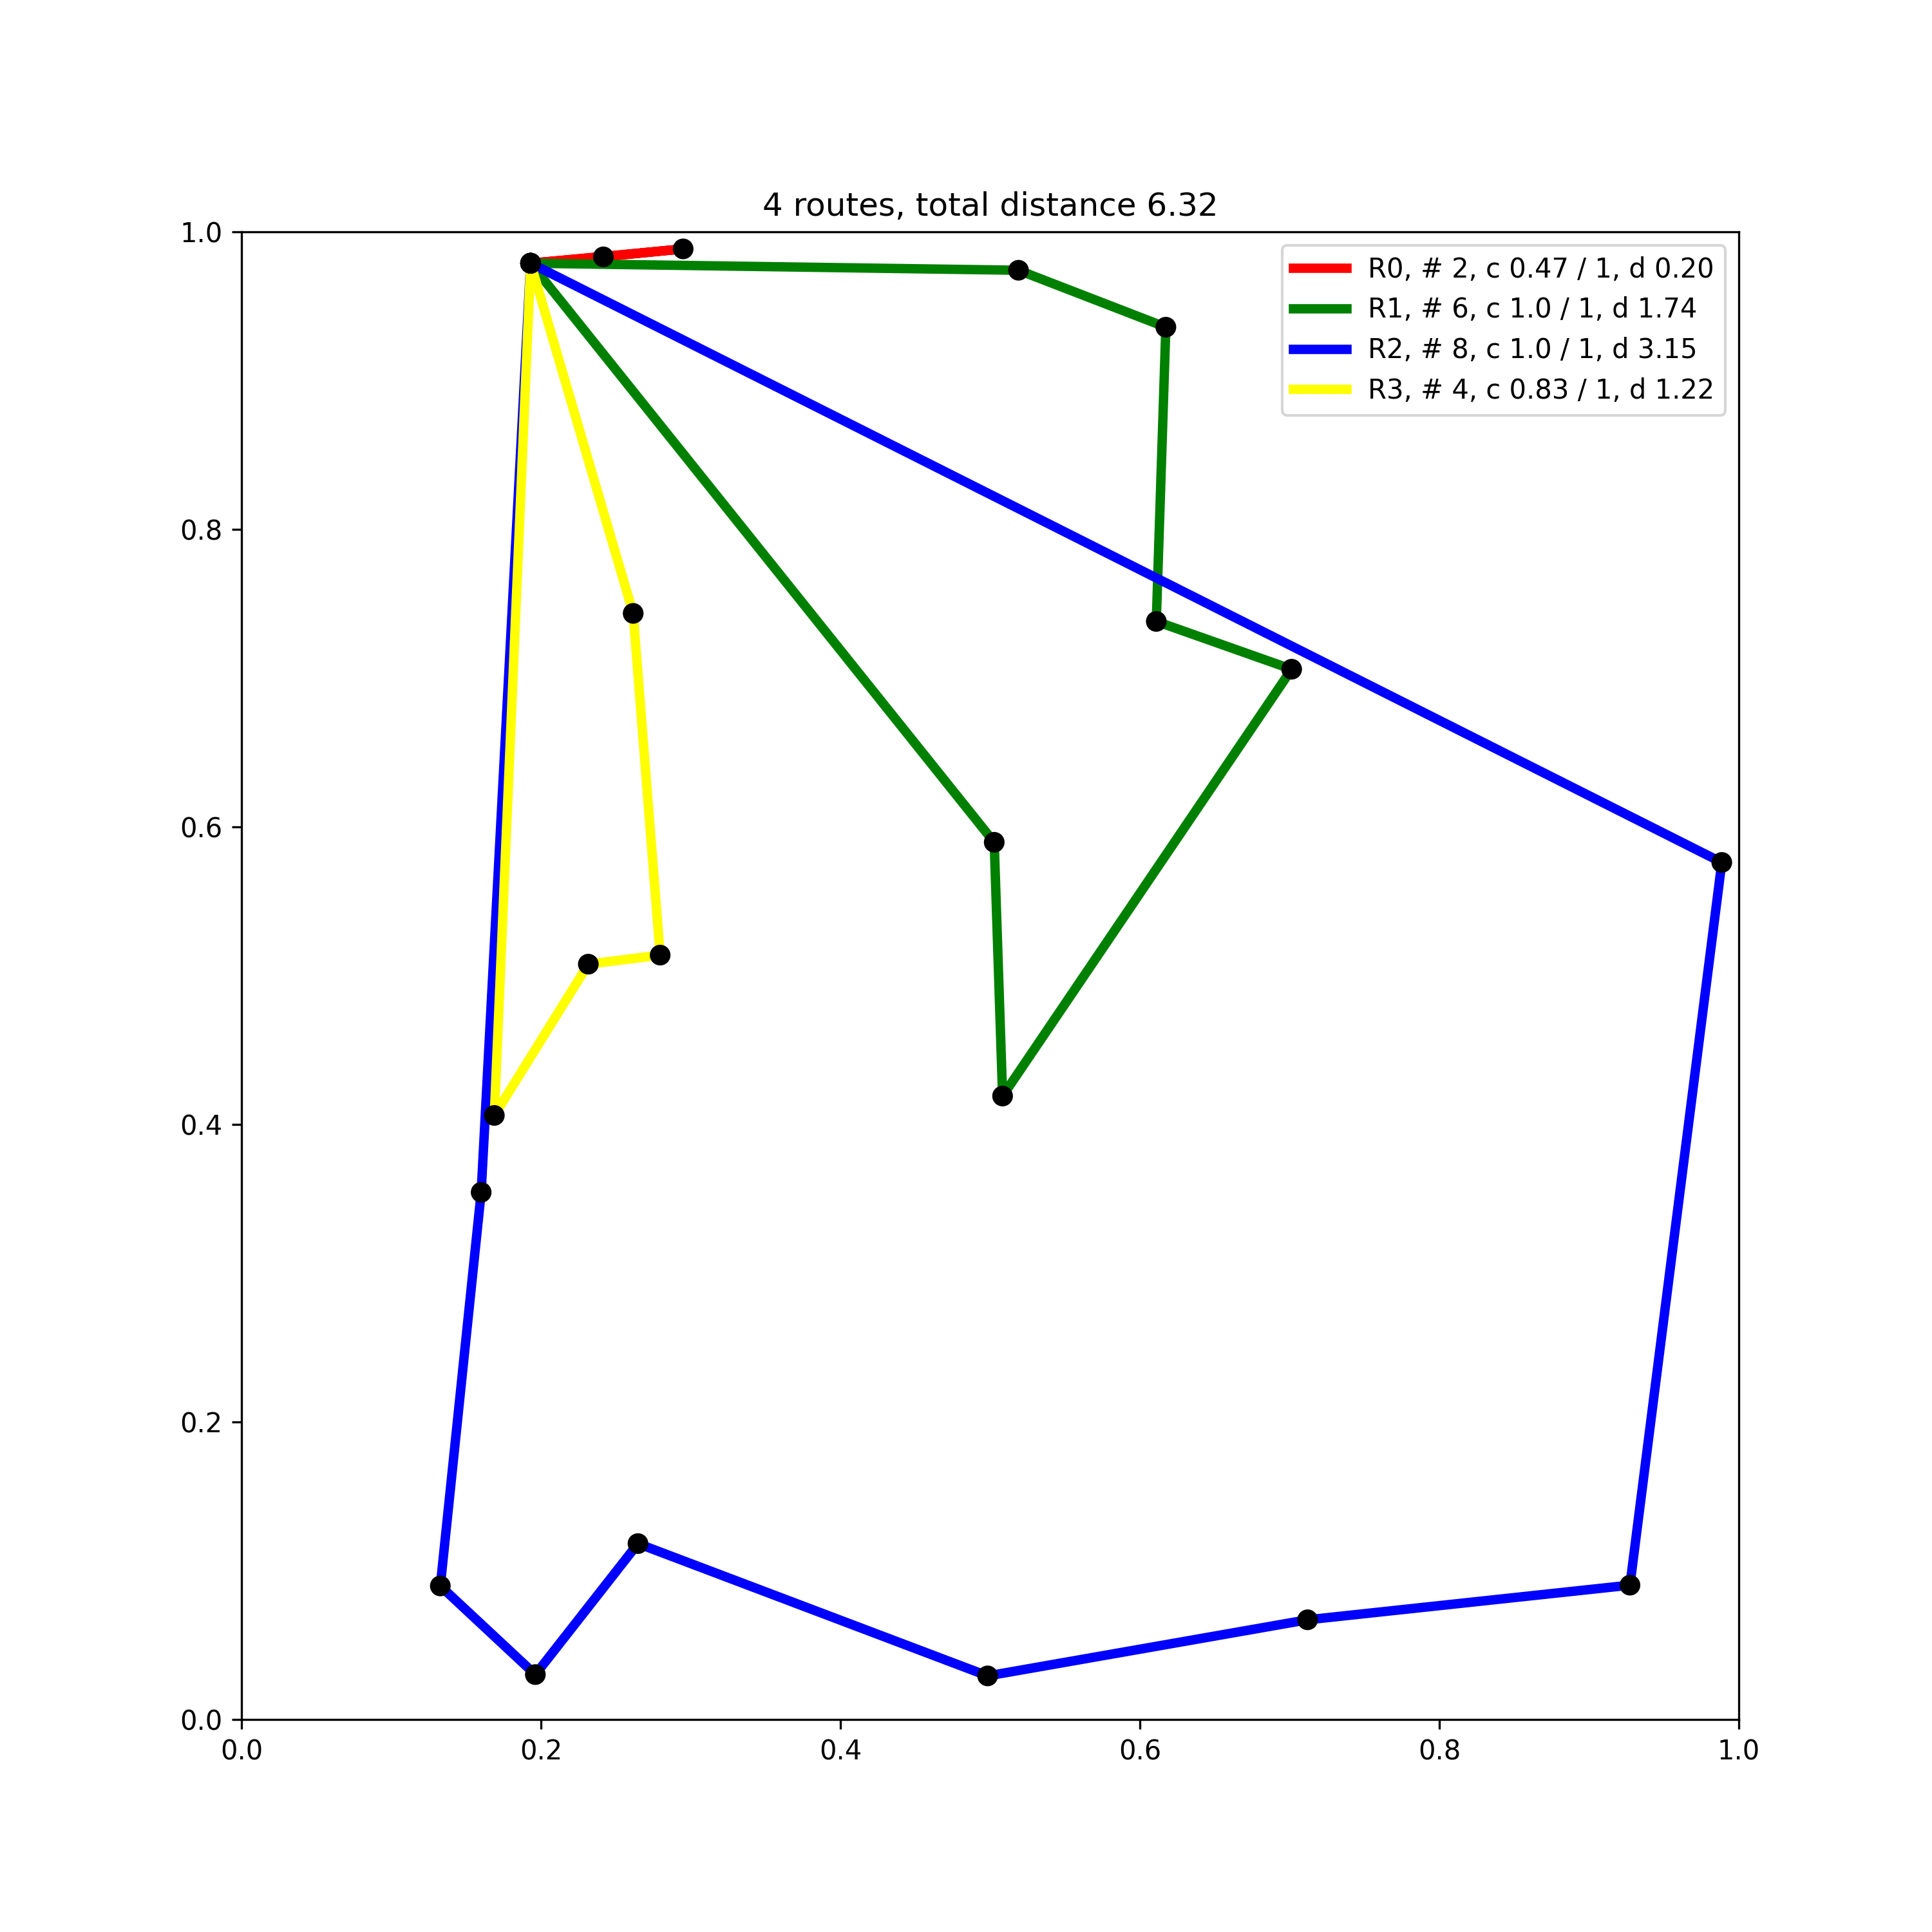 4 routes, total distance 6.32
R0, # 2, c 0.47 / 1, d 0.20
R1, # 6, c 1.0 / 1, d 1.74
R2, # 8, c 1.0 / 1, d 3.15
R3, # 4, c 0.83 / 1, d 1.22
1.0
0.8
0.6
0.4
0.2
0.0
0.0 0.2 0.4 0.6 0.8 1.0